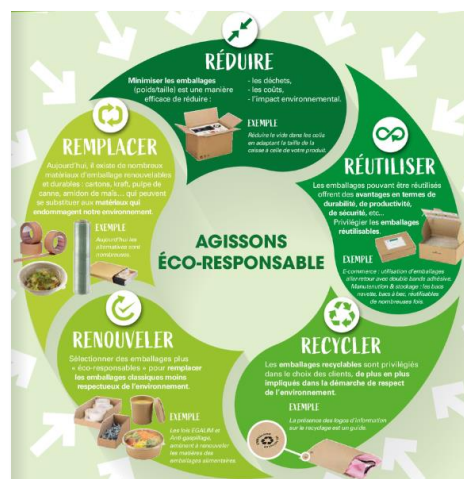 RÉDUIRE
Minimiser les emballages
(poids/taille) est une manière
efficace de réduire :
- les déchets,
- les coûts,
- l'impact environnemental.
EXEMPLE
Réduire le vide dans les colis
en adaptant la taille de la
caisse à celle de votre produit.
RÉUTILISER
Les emballages pouvant être réutilisés
offrent des avantages en termes de
durabilité, de productivité,
de sécurité, etc...
Privilégier les emballages
réutilisables.
EXEMPLE
E-commerce : utilisation d'emballages
aller-retour avec double bande adhésive.
Manutention & stockage : les bacs
navette, bacs à bec, réutilisables
de nombreuses fois.
RECYCLER
Les emballages recyclables sont privilégiés
dans le choix des clients, de plus en plus
impliqués dans la démarche de respect
de l'environnement.
EXEMPLE
La présence des logos d'information
sur le recyclage est un guide.
RENOUVELER
Sélectionner des emballages plus
« éco-responsables » pour remplacer
les emballages classiques moins
respectueux de l'environnement.
EXEMPLE
Les lois EGALIM et
Anti gaspillage,
amènent à renouveler
les matières des
emballages alimentaires.
REMPLACER
Aujourd'hui, il existe de nombreux
matériaux d'emballage renouvelables
et durables : cartons, kraft, pulpe de
canne, amidon de maïs... qui peuvent
se substituer aux matériaux qui
endommagent notre environnement.
EXEMPLE
Aujourd'hui les
alternatives sont
nombreuses.
AGISSONS
ÉCO-RESPONSABLE